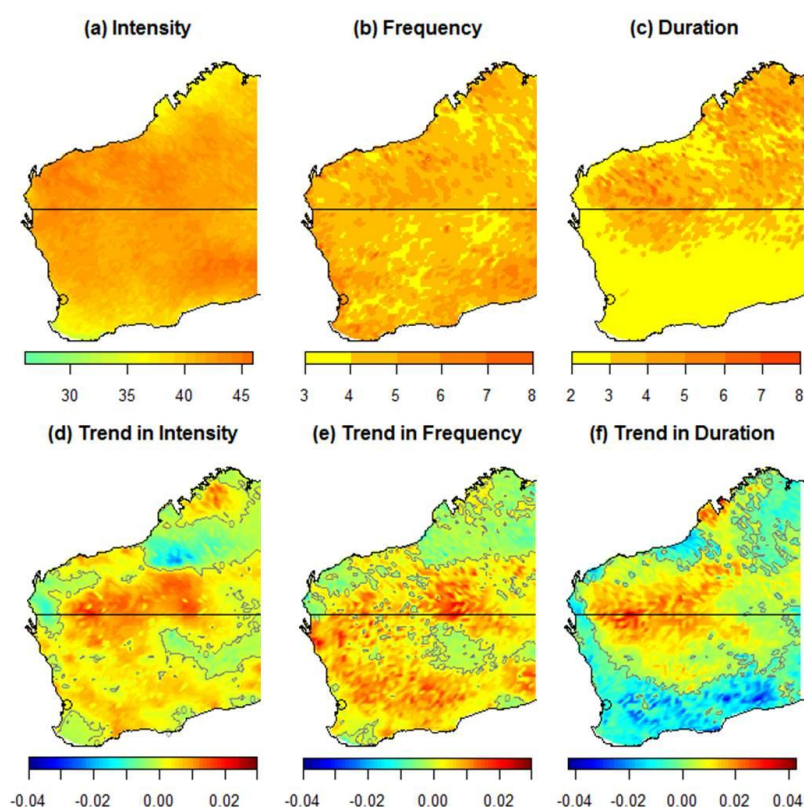 (a) Intensity (b) Frequency (c) Duration
30 35 40 45 3 4 5 6 7 8 2 3 4 5 6 7 8
(d) Trend in Intensity (e) Trend in Frequency (f) Trend in Duration
-0.04 -0.02 0.00 0.02 -0.04 -0.02 0.00 0.02 -0.04 -0.02 0.00 0.02 0.04